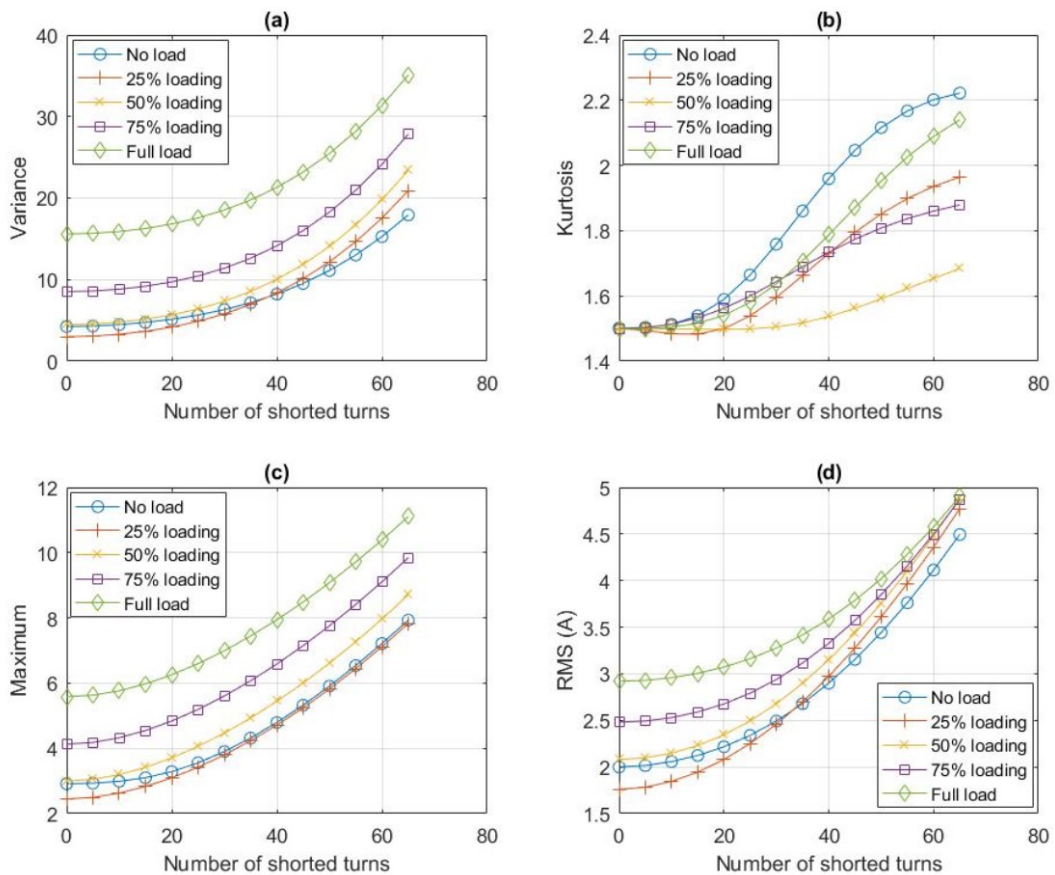 (a)
40
30
20
10
0
Variance
No load
25% loading
50% loading
75% loading
Full load
0 20 40 60 80
Number of shorted turns
(b)
2.4
2.2
2
1.8
1.6
1.4
Kurtosis
No load
25% loading
50% loading
75% loading
Full load
0 20 40 60 80
Number of shorted turns
(c)
12
10
8
6
4
2
Maximum
No load
25% loading
50% loading
75% loading
Full load
0 20 40 60 80
Number of shorted turns
(d)
5
4.5
4
3.5
3
2.5
2
1.5
RMS (A)
No load
25% loading
50% loading
75% loading
Full load
0 20 40 60 80
Number of shorted turns